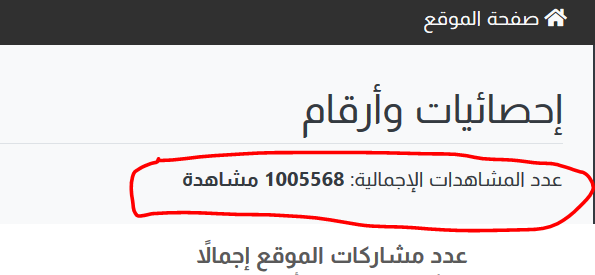 صفحة الموقع
إحصائيات وأرقام
عدد المشاهدات الإجمالية: 1005568 مشاهدة
عدد مشاركات الموقع إجمالًا